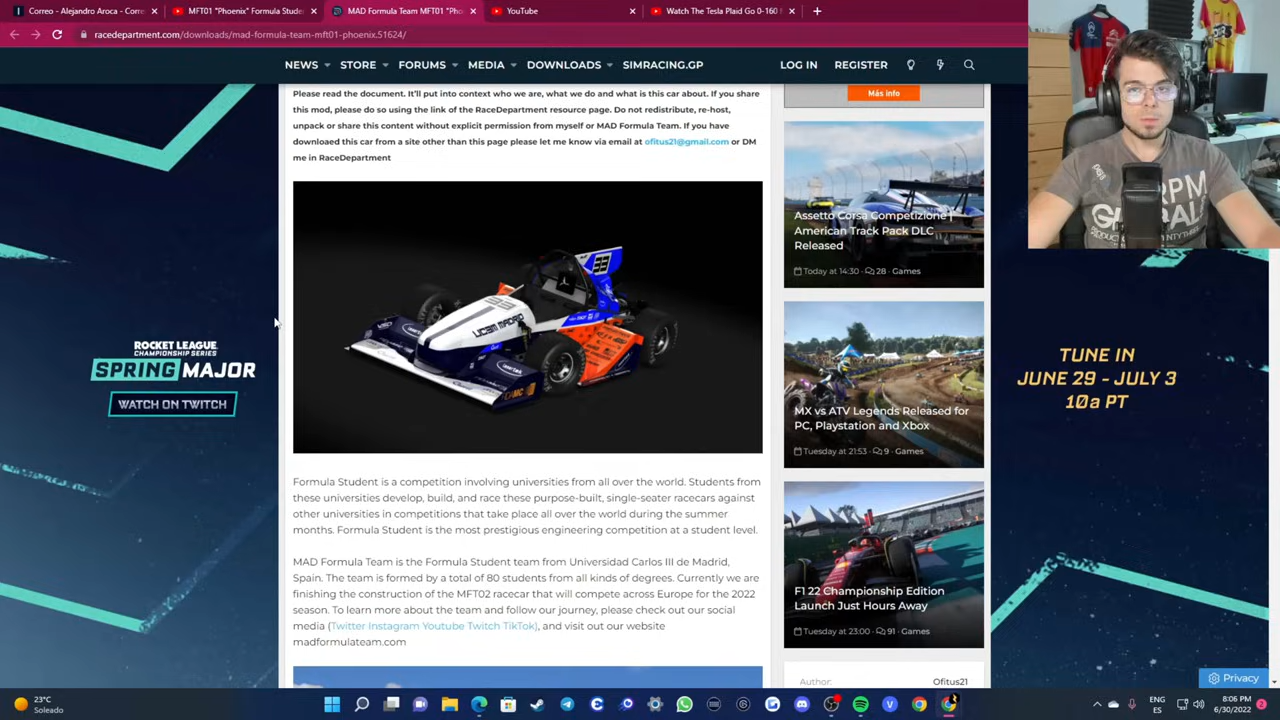 Correo - Alejandro Aroca - Corre
MFT01 "Phoenix" Formula Stude
MAD Formula Team MFT01 "Pho
YouTube
Watch The Tesla Plaid Go 0-160
racedepartment.com/downloads/mad-formula-team-mft01-phoenix.51624/
NEWS STORE FORUMS MEDIA DOWNLOADS SIMRACING.GP LOG IN REGISTER
Please read the document. It'll put into context who we are, what we do and what is this car about. If you share
this mod, please do so using the link of the RaceDepartment resource page. Do not redistribute, re-host,
unpack or share this content without explicit permission from myself or MAD Formula Team. If you have
downloaed this car from a site other than this page please let me know via email at ofitus21@gmail.com or DM
me in RaceDepartment
33
33
UC3M MADRID
Formula Student is a competition involving universities from all over the world. Students from
these universities develop, build, and race these purpose-built, single-seater racecars against
other universities in competitions that take place all over the world during the summer
months. Formula Student is the most prestigious engineering competition at a student level.
MAD Formula Team is the Formula Student team from Universidad Carlos III de Madrid,
Spain. The team is formed by a total of 80 students from all kinds of degrees. Currently we are
finishing the construction of the MFT02 racecar that will compete across Europe for the 2022
season. To learn more about the team and follow our journey, please check out our social
media (Twitter Instagram Youtube Twitch TikTok), and visit out our website
madformulateam.com
Más info
Assetto Corsa Competizione |
American Track Pack DLC
Released
Today at 14:30 28 Games
MX vs ATV Legends Released for
PC, Playstation and Xbox
Tuesday at 21:53 9 Games
F1 22 Championship Edition
Launch Just Hours Away
Tuesday at 23:00 91 Games
Author: Ofitus21
ROCKET LEAGUE
CHAMPIONSHIP SERIES
SPRING MAJOR
WATCH ON TWITCH
TUNE IN
JUNE 29 - JULY 3
10a PT
Privacy
23°C
Soleado
ENG
ES
8:06 PM
6/30/2022
2